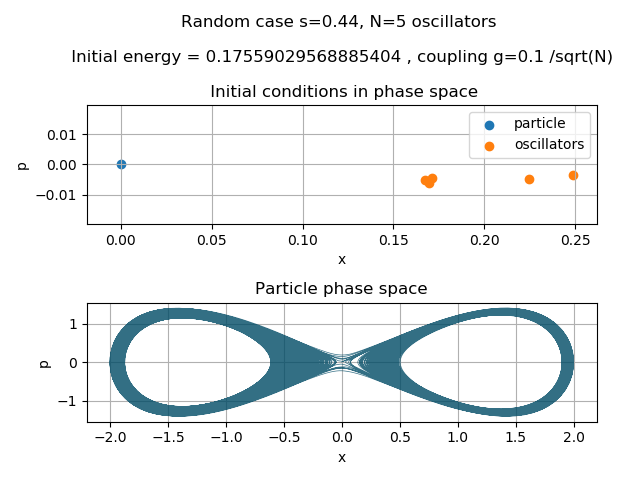 Random case s=0.44, N=5 oscillators
Initial energy = 0.17559029568885404 , coupling g=0.1 /sqrt(N)
Initial conditions in phase space
particle
oscillators
0.01
0.00
−0.01
p
0.00 0.05 0.10 0.15 0.20 0.25
x
Particle phase space
1
0
−1
p
−2.0 −1.5 −1.0 −0.5 0.0 0.5 1.0 1.5 2.0
x